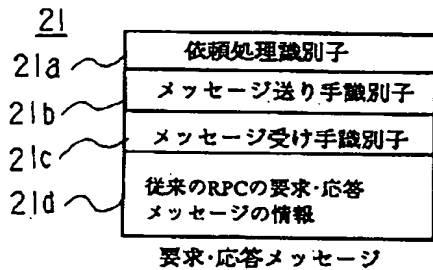 21
21a 依頼処理識別子
21b メッセージ送り手識別子
21c メッセージ受け手識別子
21d 従来のRPCの要求·応答
メッセージの情報
要求·応答メッセージ